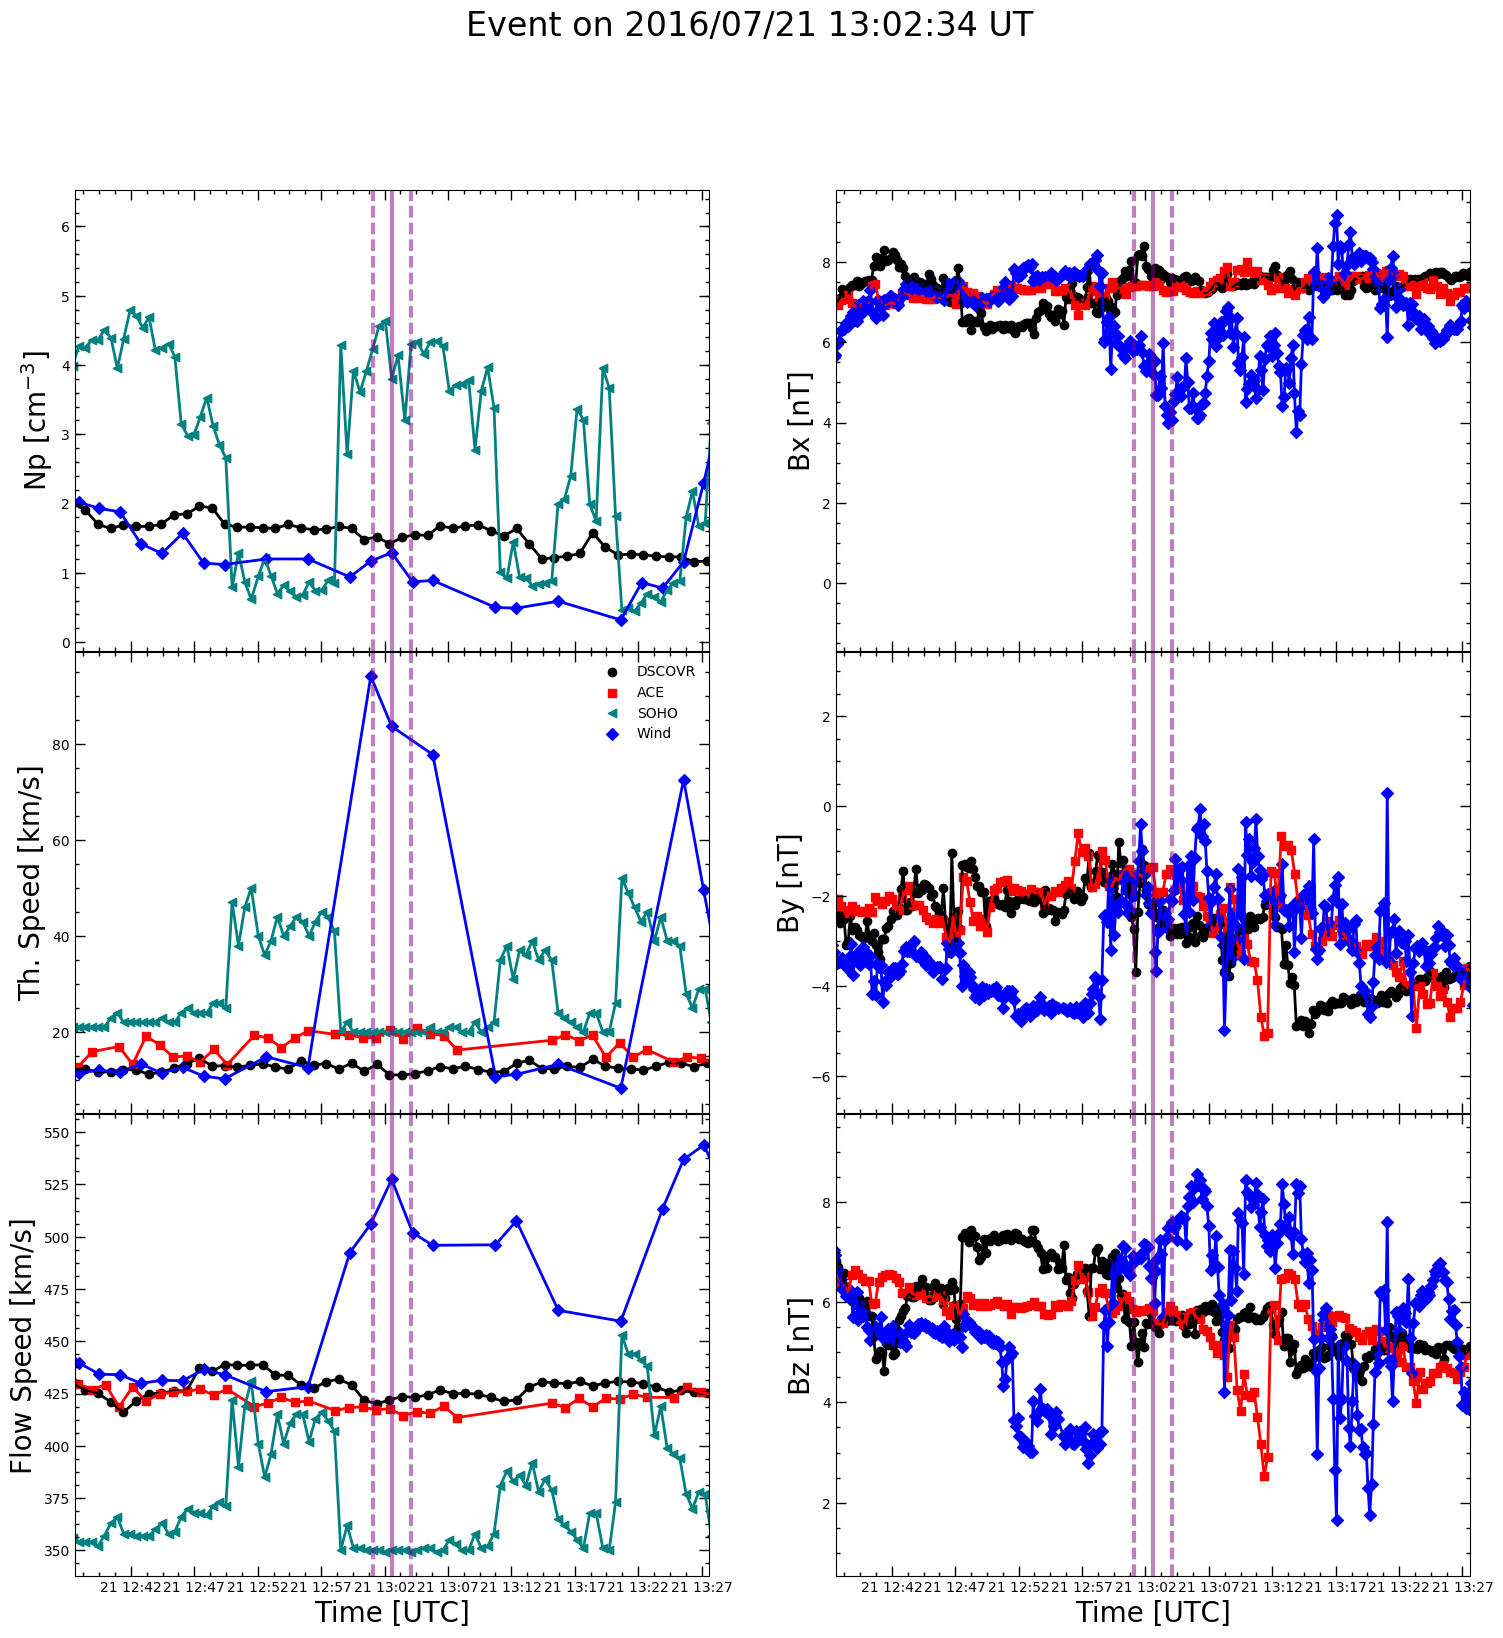 Event on 2016/07/21 13:02:34 UT
Np [cm⁻³]
6
5
4
3
2
1
0
Bx [nT]
8
6
4
2
0
Th. Speed [km/s]
80
60
40
20
DSCOVR
ACE
SOHO
Wind
By [nT]
2
0
−2
−4
−6
Flow Speed [km/s]
550
525
500
475
450
425
400
375
350
Bz [nT]
8
6
4
2
21 12:42 21 12:47 21 12:52 21 12:57 21 13:02 21 13:07 21 13:12 21 13:17 21 13:22 21 13:27
Time [UTC]
21 12:42 21 12:47 21 12:52 21 12:57 21 13:02 21 13:07 21 13:12 21 13:17 21 13:22 21 13:27
Time [UTC]